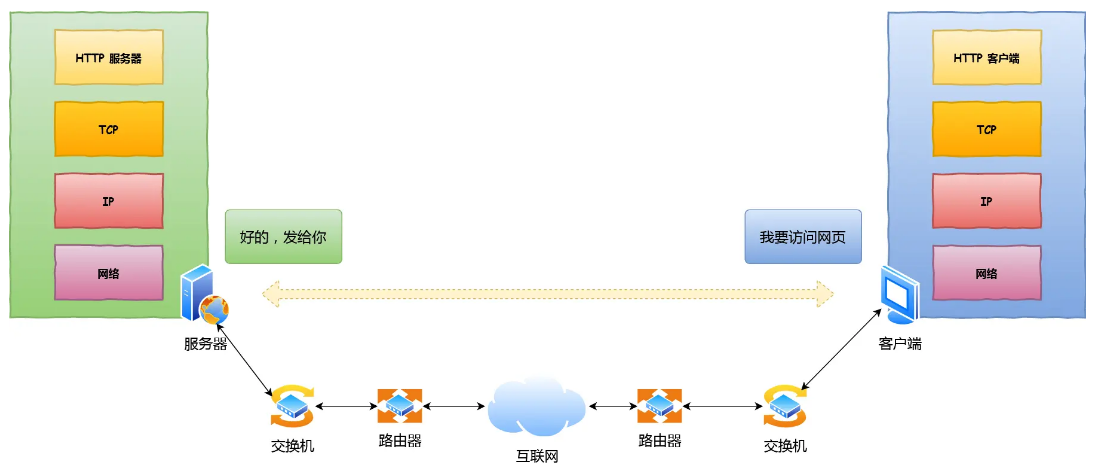 HTTP 服务器
TCP
IP
网络
服务器
好的，发给你
我要访问网页
HTTP 客户端
TCP
IP
网络
客户端
交换机
路由器
互联网
路由器
交换机